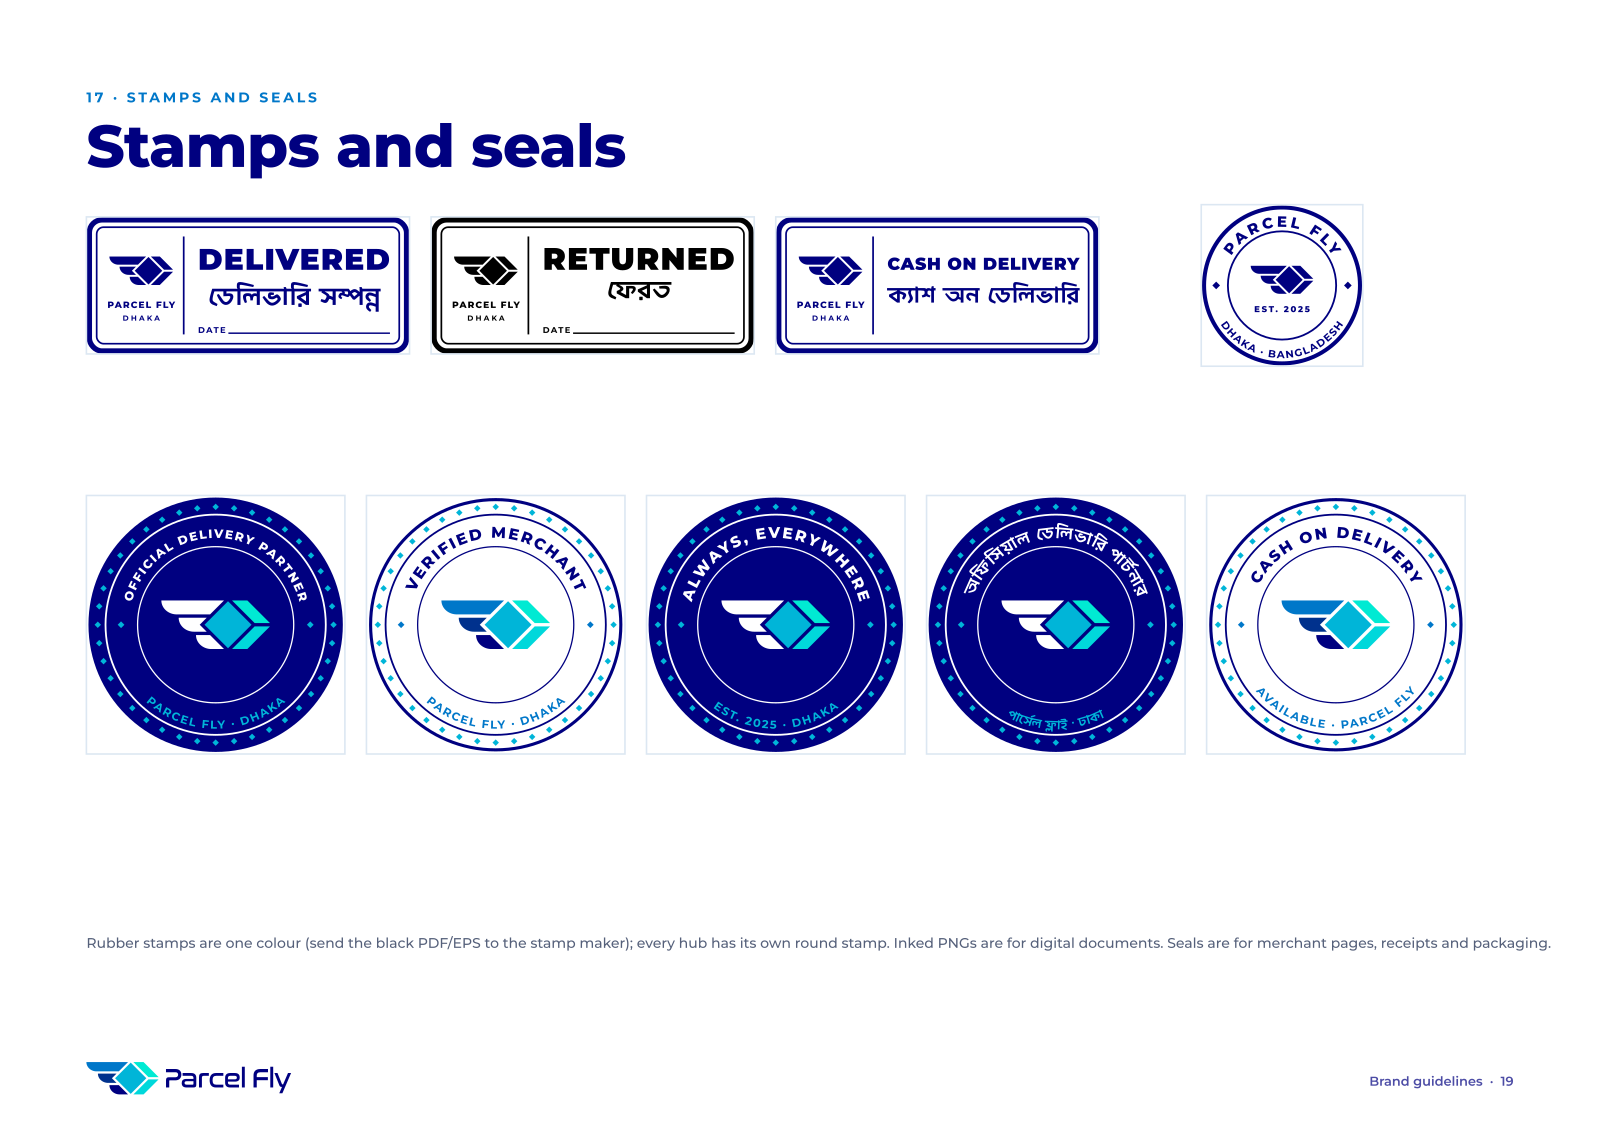 17 · STAMPS AND SEALS
Stamps and seals
PARCEL FLY
DHAKA
DELIVERED
ডেলিভারি সম্পন্ন
DATE
PARCEL FLY
DHAKA
RETURNED
ফেরত
DATE
PARCEL FLY
DHAKA
CASH ON DELIVERY
ক্যাশ অন ডেলিভারি
PARCEL FLY
EST. 2025
DHAKA · BANGLADESH
OFFICIAL DELIVERY PARTNER
PARCEL FLY · DHAKA
VERIFIED MERCHANT
PARCEL FLY · DHAKA
ALWAYS, EVERYWHERE
EST. 2025 · DHAKA
অফিসিয়াল ডেলিভারি পার্টনার
পার্সেল ফ্লাই · ঢাকা
CASH ON DELIVERY
AVAILABLE · PARCEL FLY
Rubber stamps are one colour (send the black PDF/EPS to the stamp maker); every hub has its own round stamp. Inked PNGs are for digital documents. Seals are for merchant pages, receipts and packaging.
Parcel Fly
Brand guidelines · 19